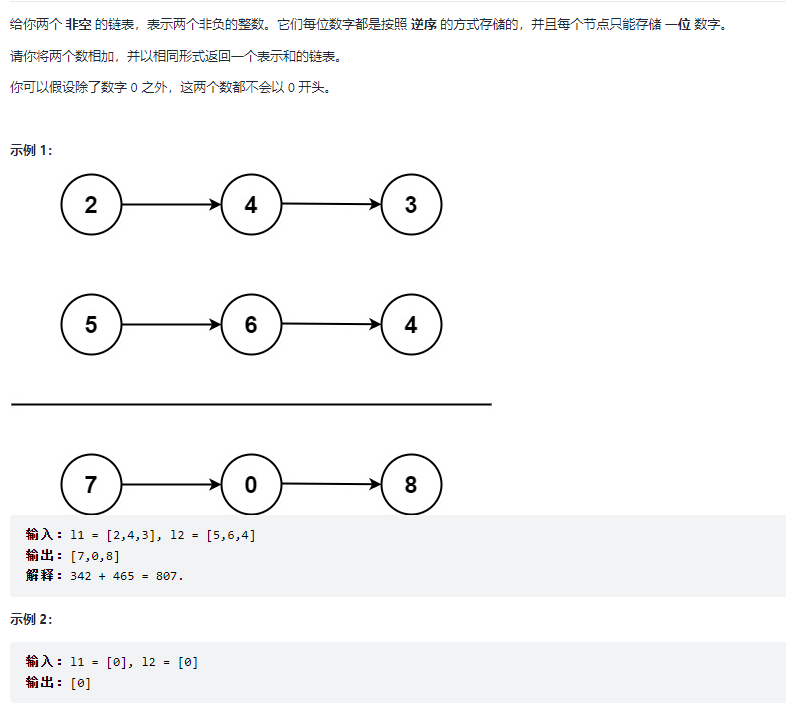 给你两个 非空 的链表，表示两个非负的整数。它们每位数字都是按照 逆序 的方式存储的，并且每个节点只能存储 一位 数字。
请你将两个数相加，并以相同形式返回一个表示和的链表。
你可以假设除了数字 0 之外，这两个数都不会以 0 开头。
示例 1：
2 4 3
5 6 4
7 0 8
输入：l1 = [2,4,3], l2 = [5,6,4]
输出：[7,0,8]
解释：342 + 465 = 807.
示例 2：
输入：l1 = [0], l2 = [0]
输出：[0]